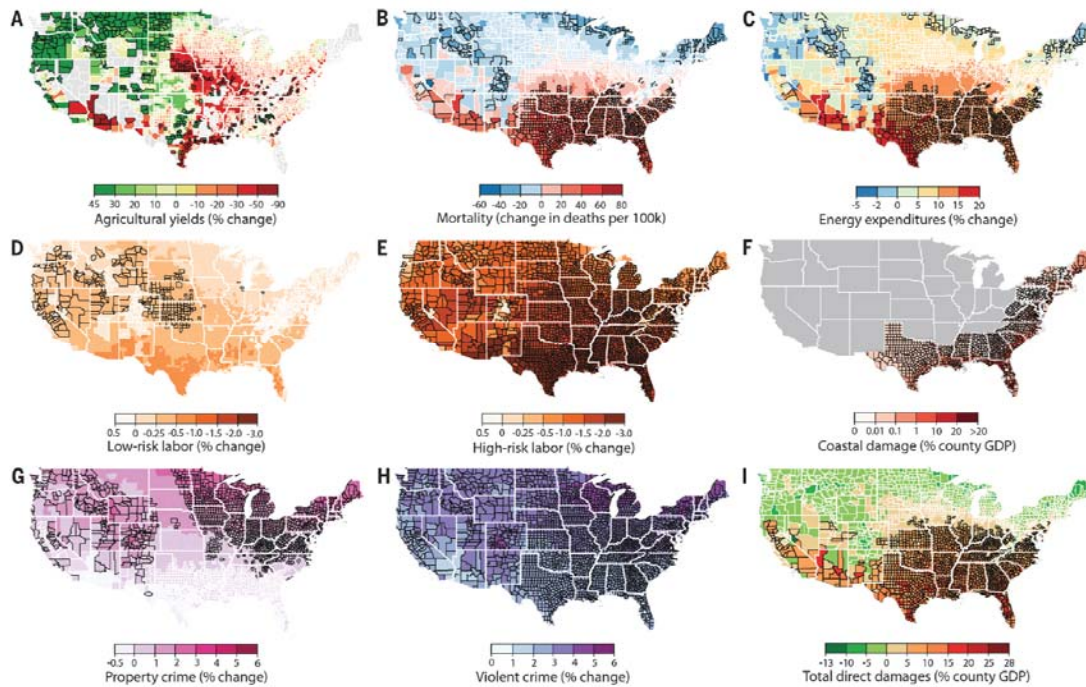 A
B
C
45 30 20 10 0 -10 -20 -30 -50 -90
Agricultural yields (% change)
-60 -40 -20 0 20 40 60 80
Mortality (change in deaths per 100k)
-5 -2 0 5 10 15 20
Energy expenditures (% change)
D
E
F
0.5 0 -0.25 -0.5 -1.0 -1.5 -2.0 -3.0
Low-risk labor (% change)
0.5 0 -0.25 -0.5 -1.0 -1.5 -2.0 -3.0
High-risk labor (% change)
0 0.01 0.1 1 10 20 >20
Coastal damage (% county GDP)
G
H
I
-0.5 0 1 2 3 4 5 6
Property crime (% change)
0 1 2 3 4 5 6
Violent crime (% change)
-13 -10 -5 0 5 10 15 20 25 28
Total direct damages (% county GDP)